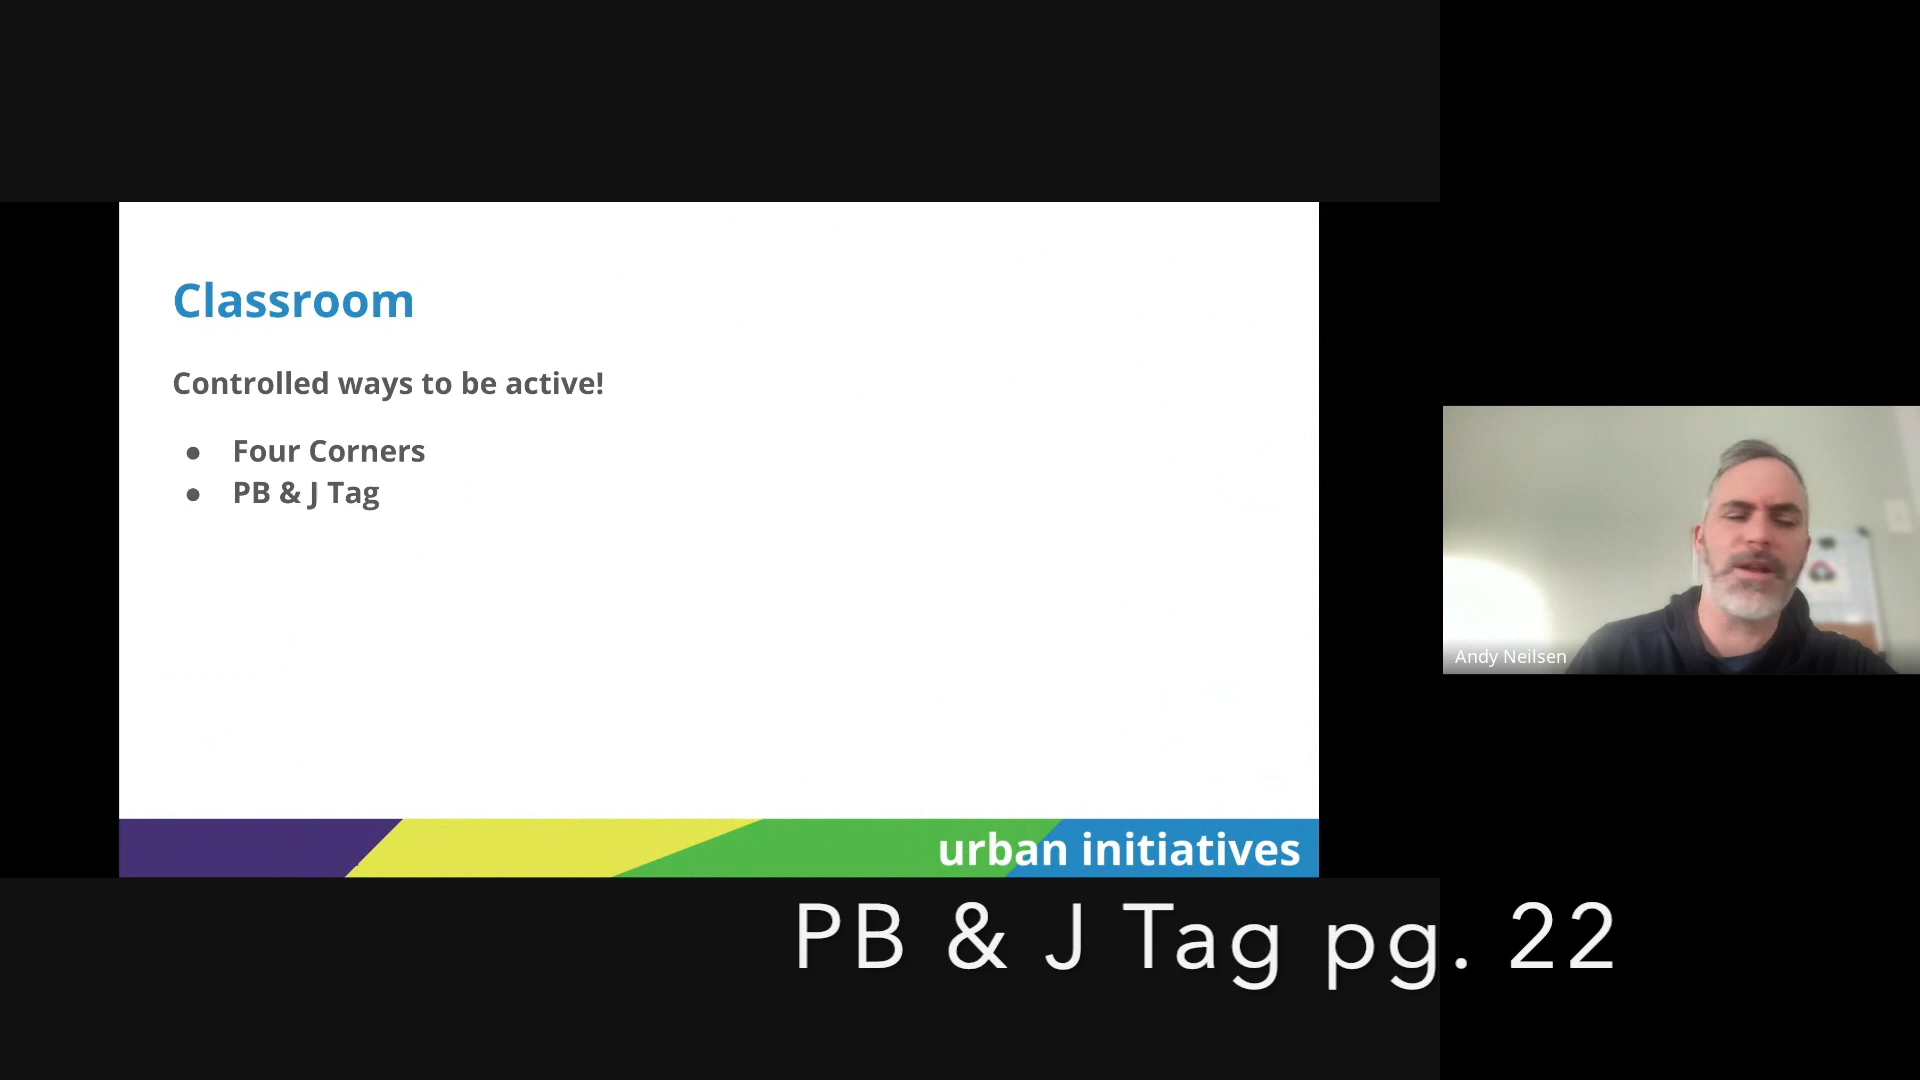 Classroom
Controlled ways to be active!
● Four Corners
● PB & J Tag
urban initiatives
Andy Neilsen
PB & J Tag pg. 22